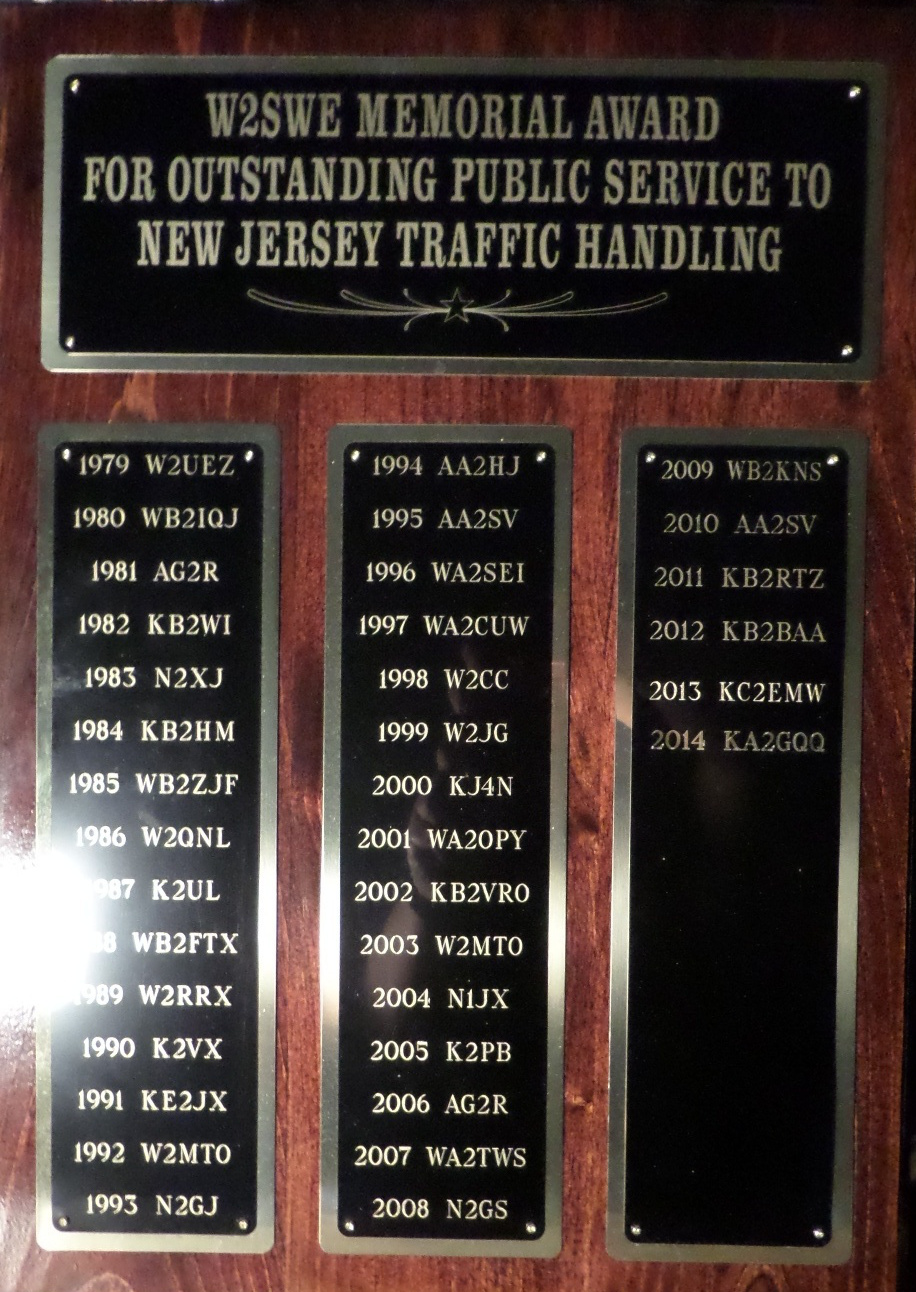 W2SWE MEMORIAL AWARD
FOR OUTSTANDING PUBLIC SERVICE TO
NEW JERSEY TRAFFIC HANDLING
1979 W2UEZ
1980 WB2IQJ
1981 AG2R
1982 KB2WI
1983 N2XJ
1984 KB2HM
1985 WB2ZJF
1986 W2QNL
987 K2UL
88 WB2FTX
1989 W2RRX
1990 K2VX
1991 KE2JX
1992 W2MTO
1993 N2GJ
1994 AA2HJ
1995 AA2SV
1996 WA2SEI
1997 WA2CUW
1998 W2CC
1999 W2JG
2000 KJ4N
2001 WA2OPY
2002 KB2VRO
2003 W2MTO
2004 N1JX
2005 K2PB
2006 AG2R
2007 WA2TWS
2008 N2GS
2009 WB2KNS
2010 AA2SV
2011 KB2RTZ
2012 KB2BAA
2013 KC2EMW
2014 KA2GQQ